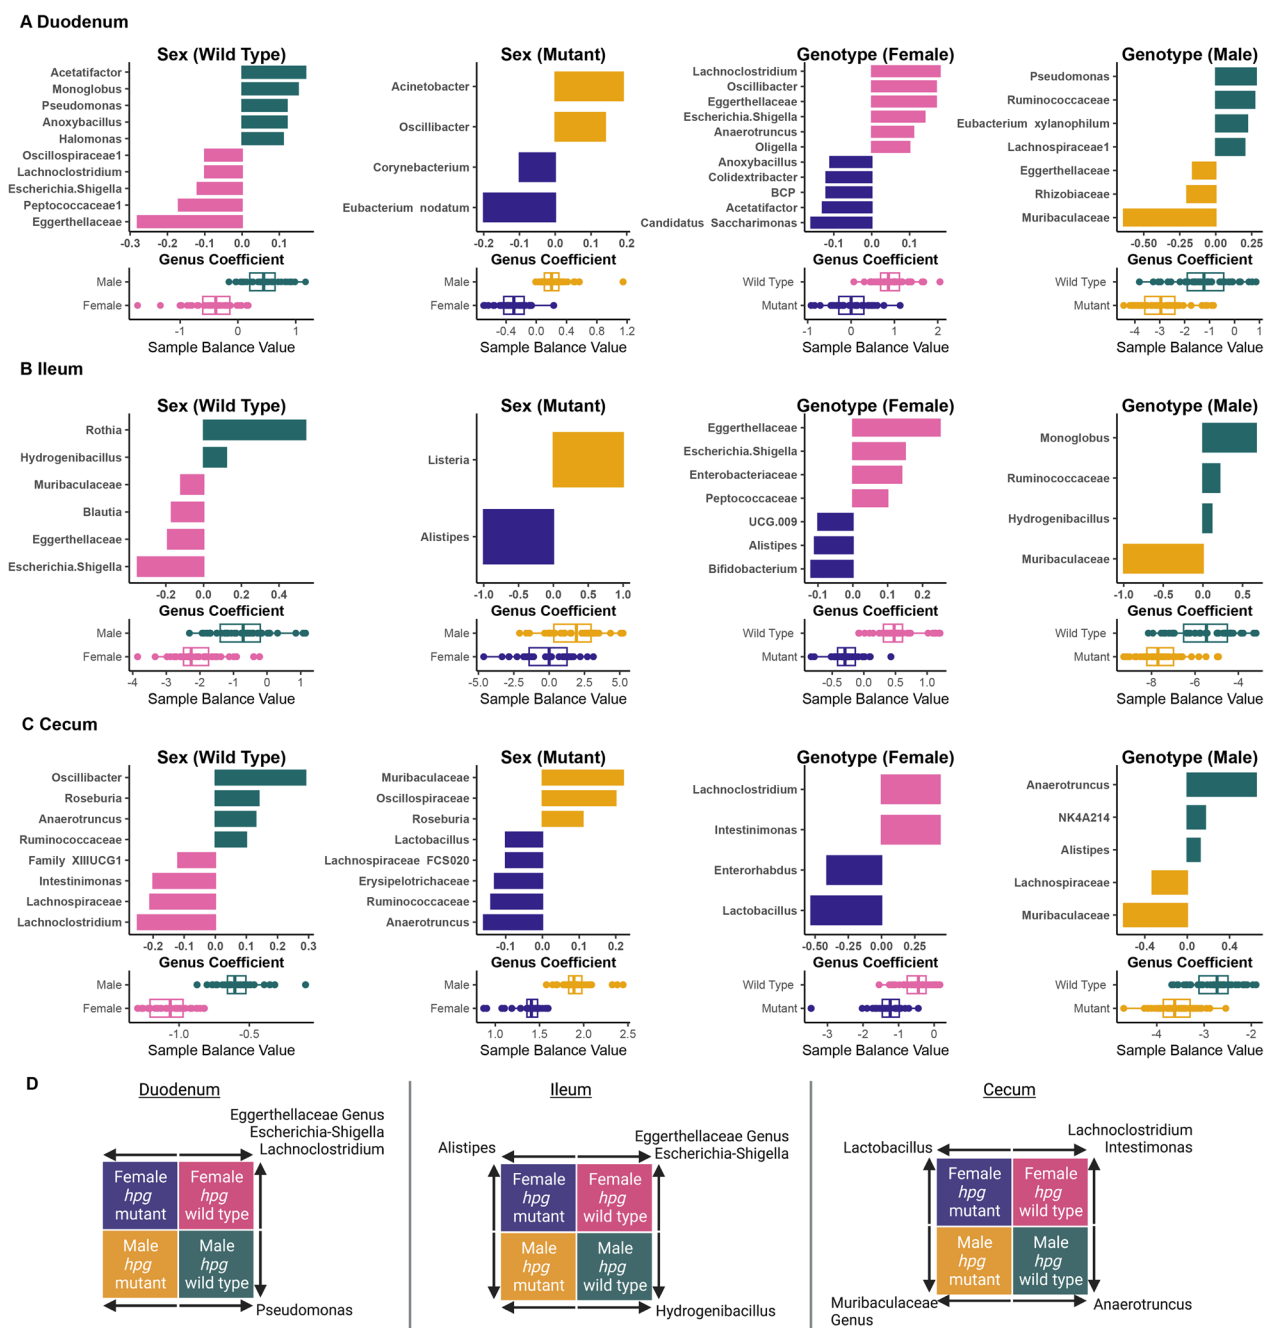 A Duodenum
Sex (Wild Type)
Acetatifactor
Monoglobus
Pseudomonas
Anoxybacillus
Halomonas
Oscillospiraceae1
Lachnoclostridium
Escherichia.Shigella
Peptococcaceae1
Eggerthellaceae
-0.3 -0.2 -0.1 0.0 0.1
Genus Coefficient
Male
Female
-1 0 1
Sample Balance Value
Sex (Mutant)
Acinetobacter
Oscillibacter
Corynebacterium
Eubacterium nodatum
-0.2 -0.1 0.0 0.1 0.2
Genus Coefficient
Male
Female
-0.4 0.0 0.4 0.8 1.2
Sample Balance Value
Genotype (Female)
Lachnoclostridium
Oscillibacter
Eggerthellaceae
Escherichia.Shigella
Anaerotruncus
Oligella
Anoxybacillus
Colidextribacter
BCP
Acetatifactor
Candidatus Saccharimonas
-0.1 0.0 0.1
Genus Coefficient
Wild Type
Mutant
-1 0 1 2
Sample Balance Value
Genotype (Male)
Pseudomonas
Ruminococcaceae
Eubacterium xylanophilum
Lachnospiraceae1
Eggerthellaceae
Rhizobiaceae
Muribaculaceae
-0.50 -0.25 0.00 0.25
Genus Coefficient
Wild Type
Mutant
-4 -3 -2 -1 0 1
Sample Balance Value
B Ileum
Sex (Wild Type)
Rothia
Hydrogenibacillus
Muribaculaceae
Blautia
Eggerthellaceae
Escherichia.Shigella
-0.2 0.0 0.2 0.4
Genus Coefficient
Male
Female
-4 -3 -2 -1 0 1
Sample Balance Value
Sex (Mutant)
Listeria
Alistipes
-1.0 -0.5 0.0 0.5 1.0
Genus Coefficient
Male
Female
-5.0 -2.5 0.0 2.5 5.0
Sample Balance Value
Genotype (Female)
Eggerthellaceae
Escherichia.Shigella
Enterobacteriaceae
Peptococcaceae
UCG.009
Alistipes
Bifidobacterium
-0.1 0.0 0.1 0.2
Genus Coefficient
Wild Type
Mutant
-0.5 0.0 0.5 1.0
Sample Balance Value
Genotype (Male)
Monoglobus
Ruminococcaceae
Hydrogenibacillus
Muribaculaceae
-1.0 -0.5 0.0 0.5
Genus Coefficient
Wild Type
Mutant
-8 -6 -4
Sample Balance Value
C Cecum
Sex (Wild Type)
Oscillibacter
Roseburia
Anaerotruncus
Ruminococcaceae
Family XIIIUCG1
Intestinimonas
Lachnospiraceae
Lachnoclostridium
-0.2 -0.1 0.0 0.1 0.2 0.3
Genus Coefficient
Male
Female
-1.0 -0.5
Sample Balance Value
Sex (Mutant)
Muribaculaceae
Oscillospiraceae
Roseburia
Lactobacillus
Lachnospiraceae FCS020
Erysipelotrichaceae
Ruminococcaceae
Anaerotruncus
-0.1 0.0 0.1 0.2
Genus Coefficient
Male
Female
1.0 1.5 2.0 2.5
Sample Balance Value
Genotype (Female)
Lachnoclostridium
Intestinimonas
Enterorhabdus
Lactobacillus
-0.50 -0.25 0.00 0.25
Genus Coefficient
Wild Type
Mutant
-3 -2 -1 0
Sample Balance Value
Genotype (Male)
Anaerotruncus
NK4A214
Alistipes
Lachnospiraceae
Muribaculaceae
-0.4 0.0 0.4
Genus Coefficient
Wild Type
Mutant
-4 -3 -2
Sample Balance Value
D
Duodenum
Eggerthellaceae Genus
Escherichia-Shigella
Lachnoclostridium
Female
hpg
mutant
Female
hpg
wild type
Male
hpg
mutant
Male
hpg
wild type
Pseudomonas
Ileum
Alistipes
Eggerthellaceae Genus
Escherichia-Shigella
Female
hpg
mutant
Female
hpg
wild type
Male
hpg
mutant
Male
hpg
wild type
Hydrogenibacillus
Cecum
Lactobacillus
Lachnoclostridium
Intestimonas
Female
hpg
mutant
Female
hpg
wild type
Male
hpg
mutant
Male
hpg
wild type
Muribaculaceae
Genus
Anaerotruncus